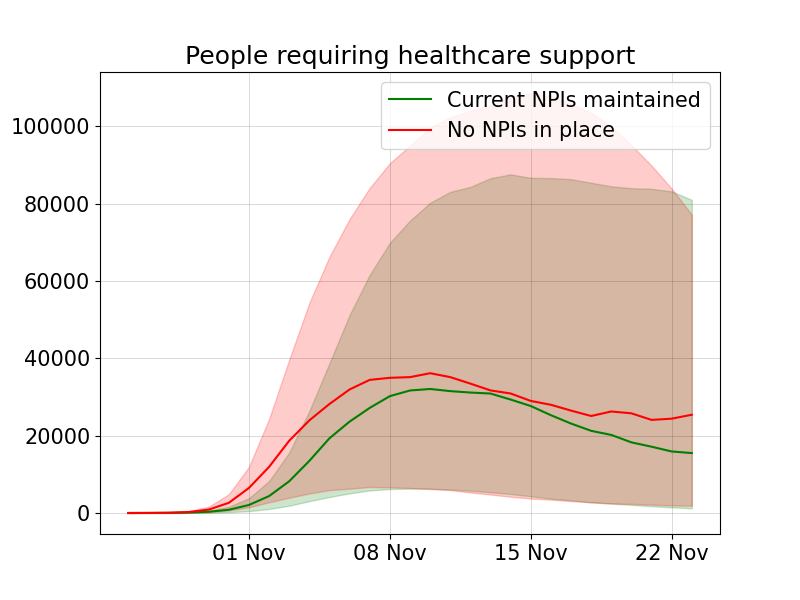 People requiring healthcare support
Current NPIs maintained
No NPIs in place
100000
80000
60000
40000
20000
0
01 Nov 08 Nov 15 Nov 22 Nov